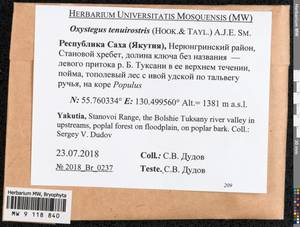 HERBARIUM UNIVERSITATIS MOSQUENSIS (MW)
Oxystegus tenuirostris (HOOK.& TAYL.) A.J.E. SM.
Республика Саха (Якутия), Нерюнгринский район,
Становой хребет, долина ключа без названия —
левого притока р. Б. Туксани в ее верхнем течении,
пойма, тополевый лес с ивой удской по тальвегу
ручья, на коре Populus
N: 55.760334° E: 130.499560° Alt.= 1381 m a.s.l.
Yakutia, Stanovoi Range, the Bolshie Tuksany river valley in
upstreams, poplal forest on floodplain, on poplar bark. Coll.:
Sergey V. Dudov
23.07.2018 Coll.: С.В. Дудов
№ 2018_Br_0237 Teste. С.В. Дудов
209
Herbarium MW, Bryophyta
MW 9 118 840